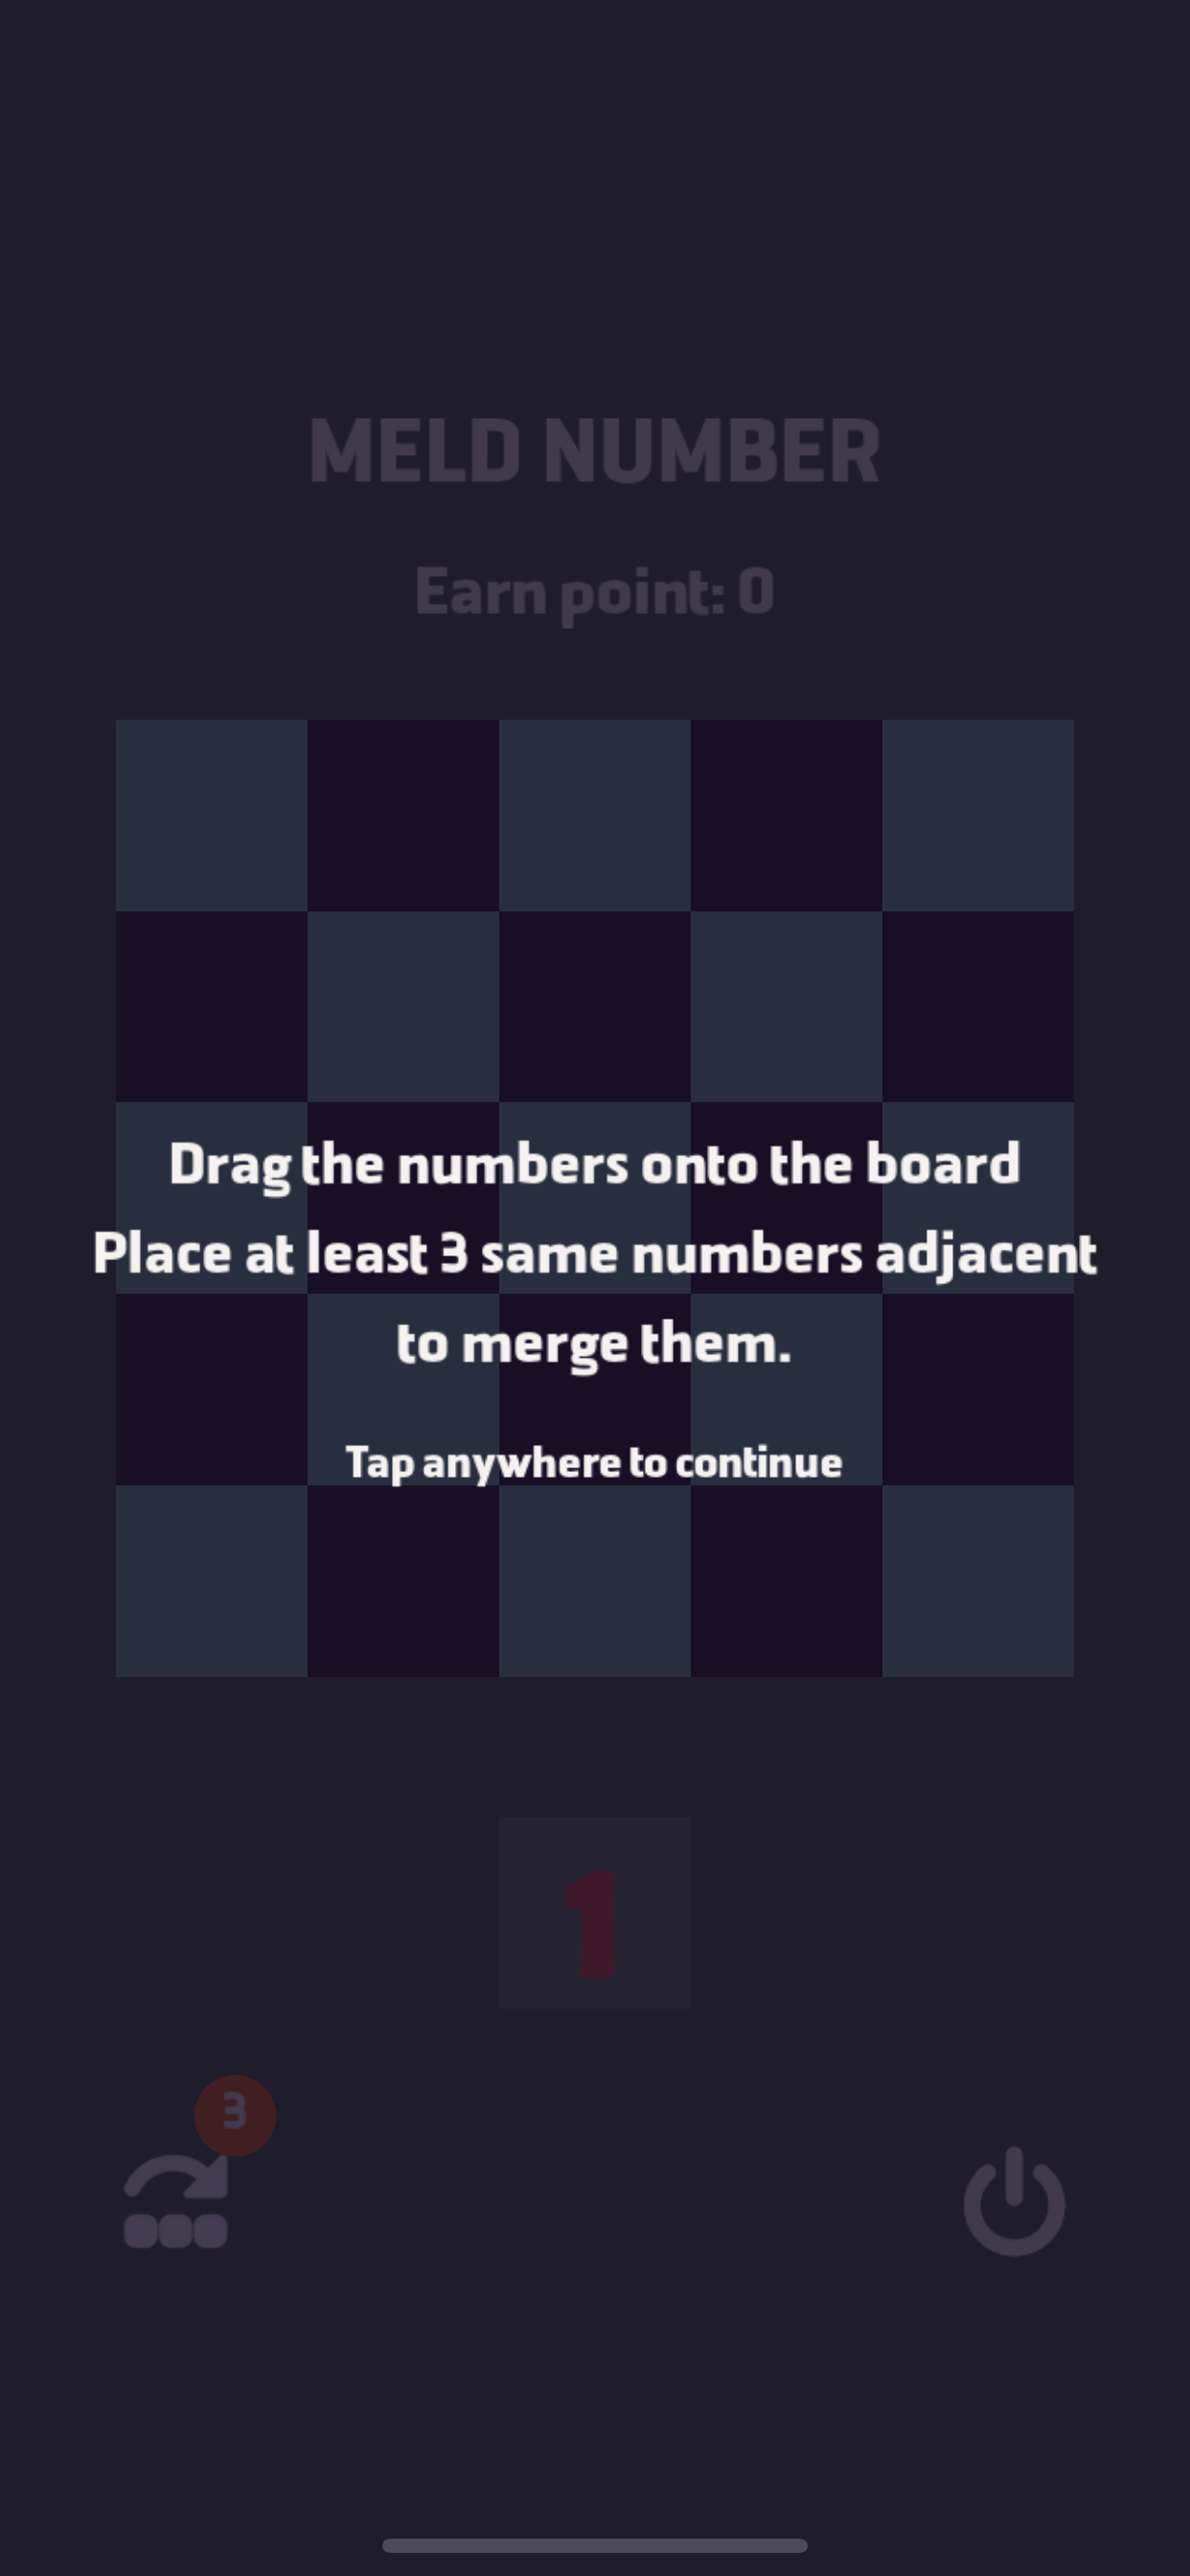 MELD NUMBER
Earn point: 0
Drag the numbers onto the board
Place at least 3 same numbers adjacent
to merge them.
Tap anywhere to continue
1
3